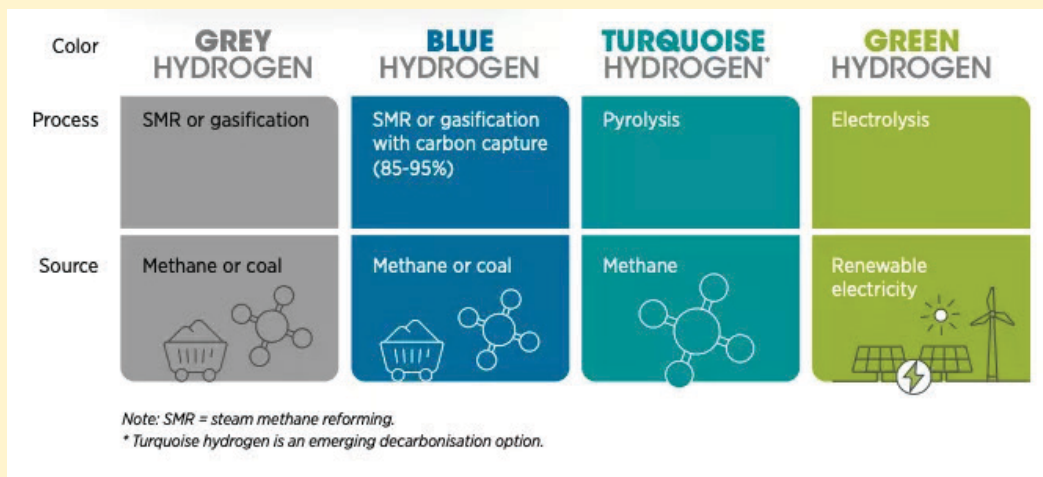 Color
GREY
HYDROGEN
BLUE
HYDROGEN
TURQUOISE
HYDROGEN*
GREEN
HYDROGEN
Process
SMR or gasification
SMR or gasification
with carbon capture
(85-95%)
Pyrolysis
Electrolysis
Source
Methane or coal
Methane or coal
Methane
Renewable
electricity
Note: SMR = steam methane reforming.
* Turquoise hydrogen is an emerging decarbonisation option.